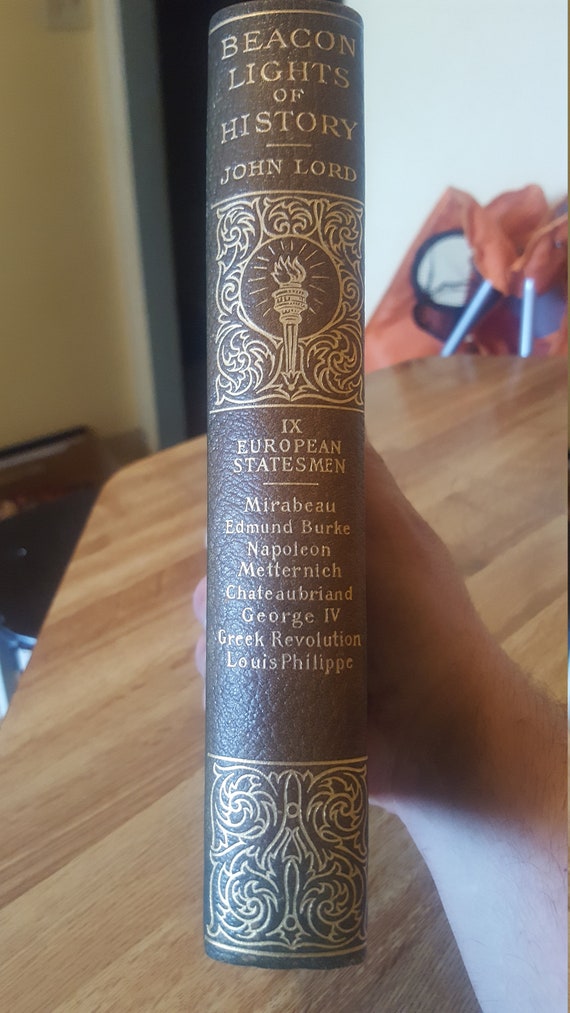 BEACON
LIGHTS
OF
HISTORY
JOHN LORD
IX
EUROPEAN
STATESMEN
Mirabeau
Edmund Burke
Napoleon
Metternich
Chateaubriand
George IV
Greek Revolution
Louis Philippe